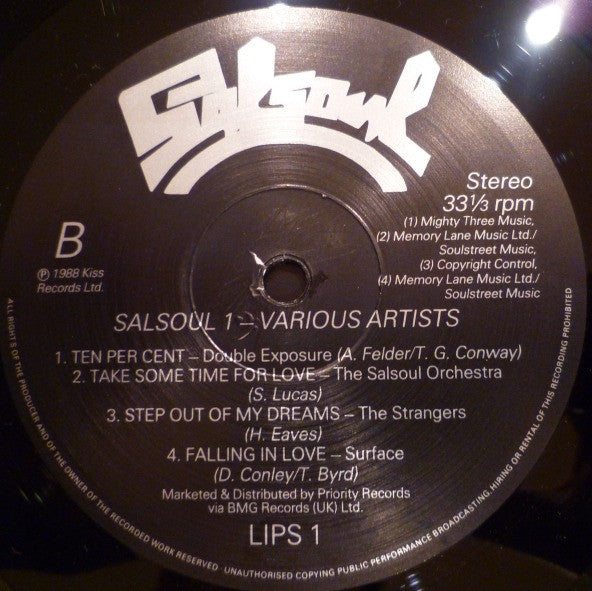 Salsoul
Stereo
33⅓ rpm
(1) Mighty Three Music,
(2) Memory Lane Music Ltd./
Soulstreet Music,
(3) Copyright Control,
(4) Memory Lane Music Ltd./
Soulstreet Music
B
Ⓟ 1988 Kiss
Records Ltd.
SALSOUL 1 – VARIOUS ARTISTS
1. TEN PER CENT – Double Exposure (A. Felder/T. G. Conway)
2. TAKE SOME TIME FOR LOVE – The Salsoul Orchestra
(S. Lucas)
3. STEP OUT OF MY DREAMS – The Strangers
(H. Eaves)
4. FALLING IN LOVE – Surface
(D. Conley/T. Byrd)
Marketed & Distributed by Priority Records
via BMG Records (UK) Ltd.
LIPS 1
ALL RIGHTS OF THE PRODUCER AND OF THE OWNER OF THE RECORDED WORK RESERVED · UNAUTHORISED COPYING PUBLIC PERFORMANCE BROADCASTING HIRING OR RENTAL OF THIS RECORDING PROHIBITED